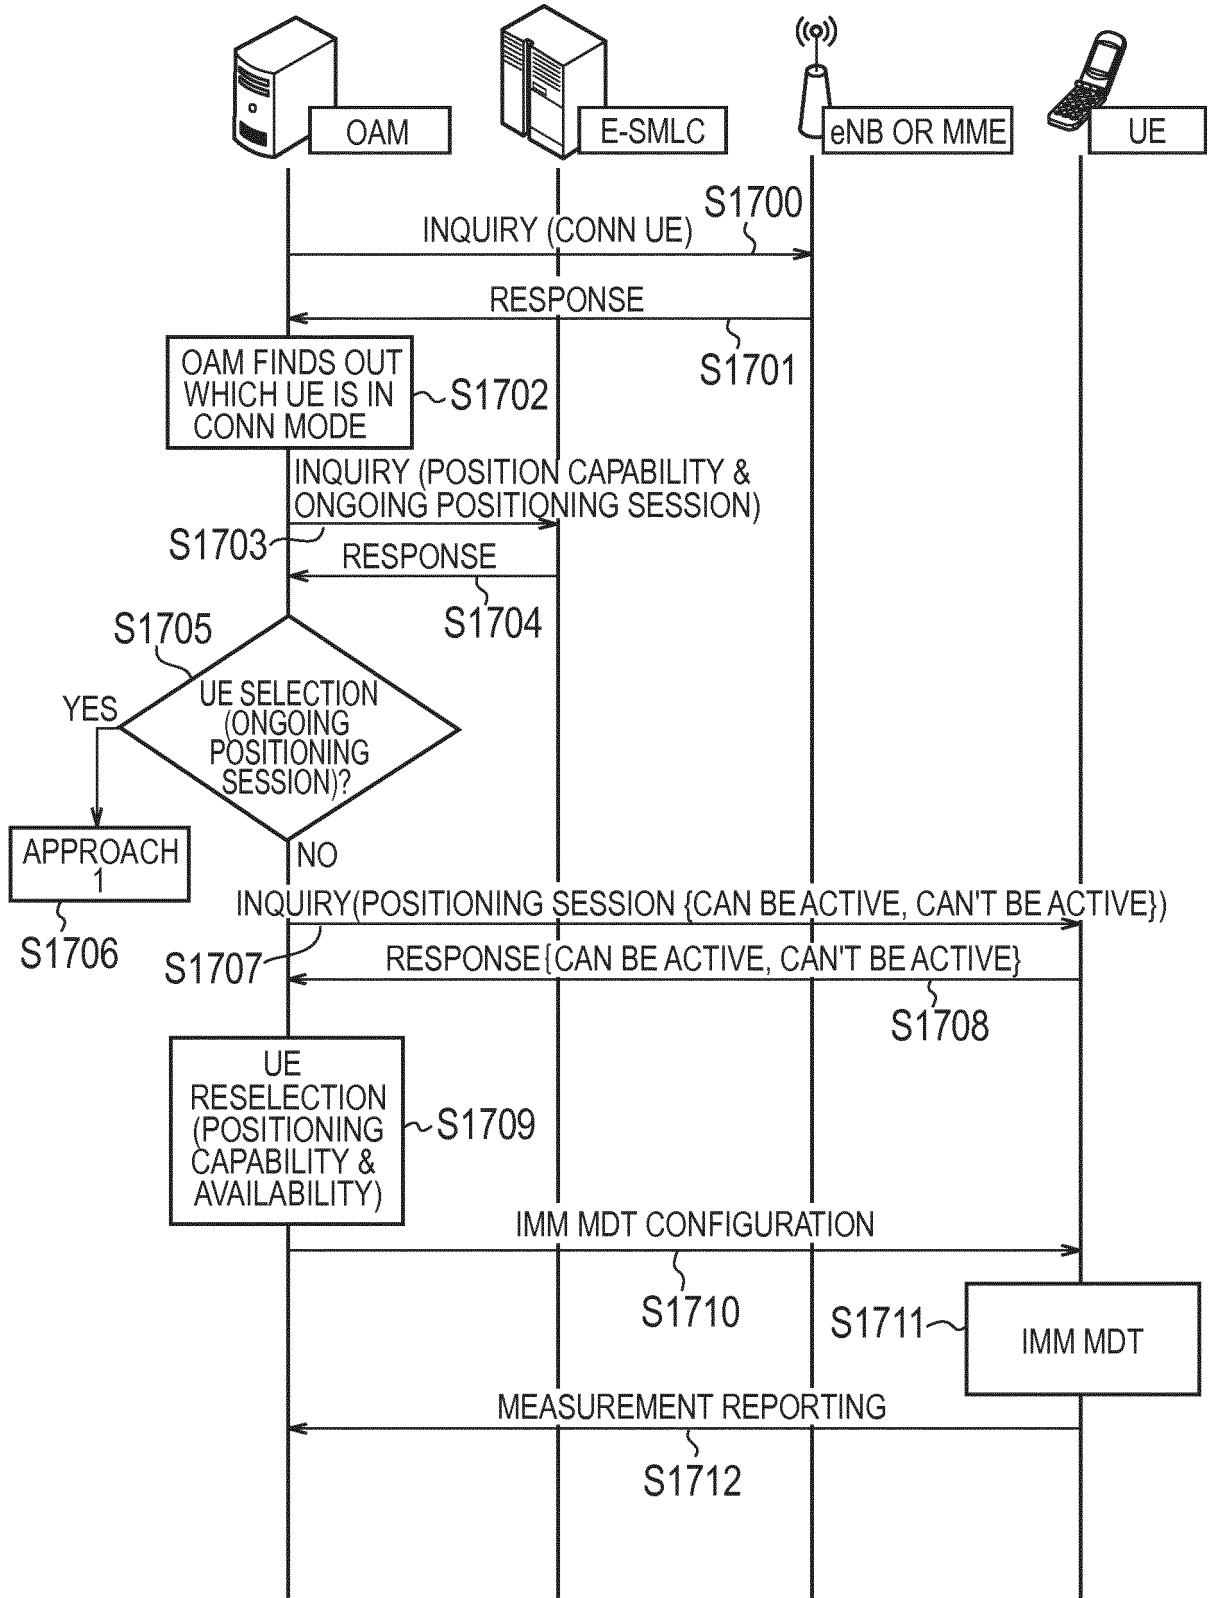 OAM
E-SMLC
eNB OR MME
UE
S1700
INQUIRY (CONN UE)
RESPONSE
S1701
OAM FINDS OUT
WHICH UE IS IN
CONN MODE
S1702
INQUIRY (POSITION CAPABILITY &
ONGOING POSITIONING SESSION)
S1703
RESPONSE
S1704
S1705
UE SELECTION
(ONGOING
POSITIONING
SESSION)?
YES
APPROACH
1
S1706
NO
INQUIRY(POSITIONING SESSION {CAN BE ACTIVE, CAN'T BE ACTIVE})
S1707
RESPONSE{CAN BE ACTIVE, CAN'T BE ACTIVE}
S1708
UE
RESELECTION
(POSITIONING
CAPABILITY &
AVAILABILITY)
S1709
IMM MDT CONFIGURATION
S1710
S1711
IMM MDT
MEASUREMENT REPORTING
S1712